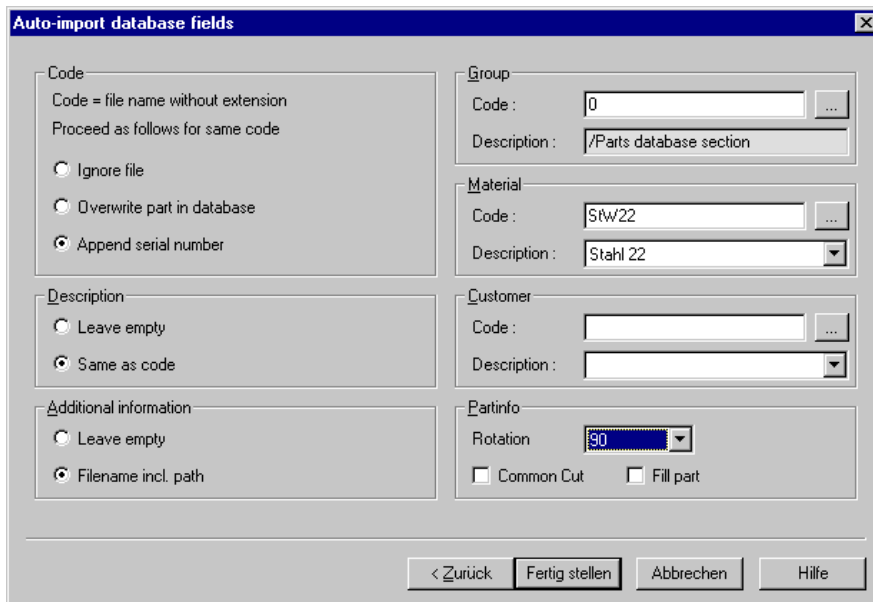 Auto-import database fields
Code
Code = file name without extension
Proceed as follows for same code
Ignore file
Overwrite part in database
Append serial number
Description
Leave empty
Same as code
Additional information
Leave empty
Filename incl. path
Group
Code : 0 ...
Description : /Parts database section
Material
Code : StW22 ...
Description : Stahl 22
Customer
Code : ...
Description :
Partinfo
Rotation 90
Common Cut Fill part
< Zurück Fertig stellen Abbrechen Hilfe